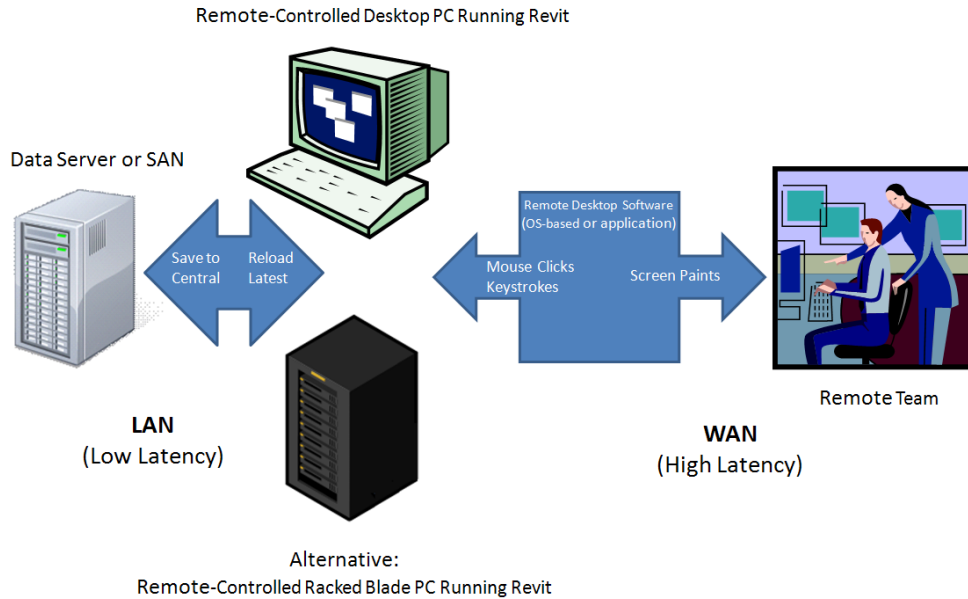 Remote-Controlled Desktop PC Running Revit
Data Server or SAN
Save to
Central
Reload
Latest
Remote Desktop Software
(OS-based or application)
Mouse Clicks
Keystrokes
Screen Paints
Remote Team
LAN
(Low Latency)
WAN
(High Latency)
Alternative:
Remote-Controlled Racked Blade PC Running Revit